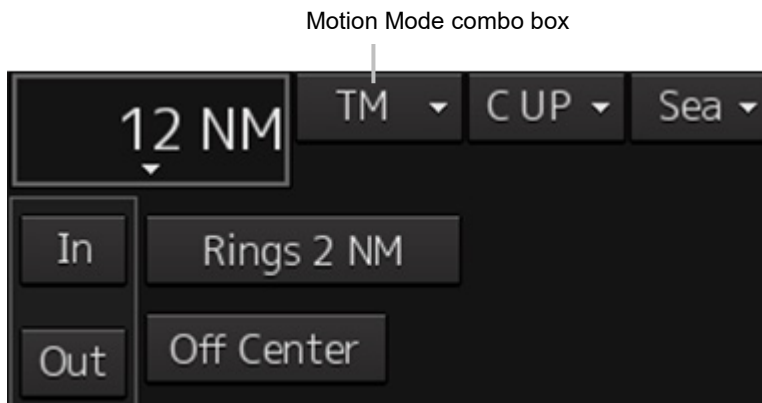 Motion Mode combo box
12 NM
TM
C UP
Sea
In
Rings 2 NM
Out
Off Center